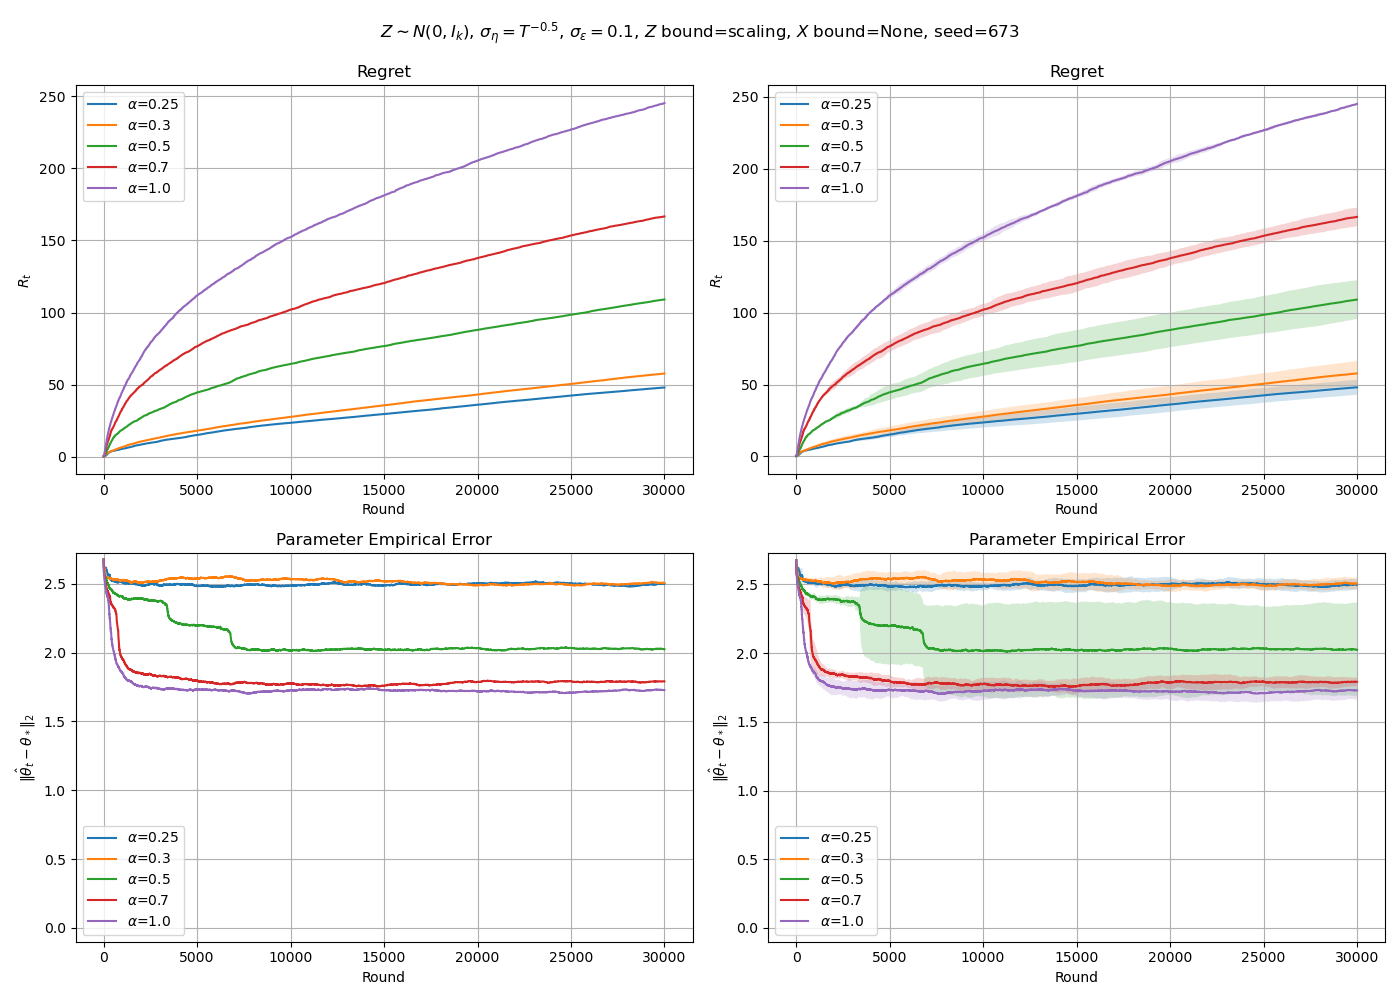 Z ∼ N(0, I_k), σ_η = T^{−0.5}, σ_ε = 0.1, Z bound=scaling, X bound=None, seed=673
Regret
R_t
250
200
150
100
50
0
α=0.25
α=0.3
α=0.5
α=0.7
α=1.0
0 5000 10000 15000 20000 25000 30000
Round
Regret
R_t
250
200
150
100
50
0
α=0.25
α=0.3
α=0.5
α=0.7
α=1.0
0 5000 10000 15000 20000 25000 30000
Round
Parameter Empirical Error
‖θ̂_t − θ_*‖_2
2.5
2.0
1.5
1.0
0.5
0.0
α=0.25
α=0.3
α=0.5
α=0.7
α=1.0
0 5000 10000 15000 20000 25000 30000
Round
Parameter Empirical Error
‖θ̂_t − θ_*‖_2
2.5
2.0
1.5
1.0
0.5
0.0
α=0.25
α=0.3
α=0.5
α=0.7
α=1.0
0 5000 10000 15000 20000 25000 30000
Round